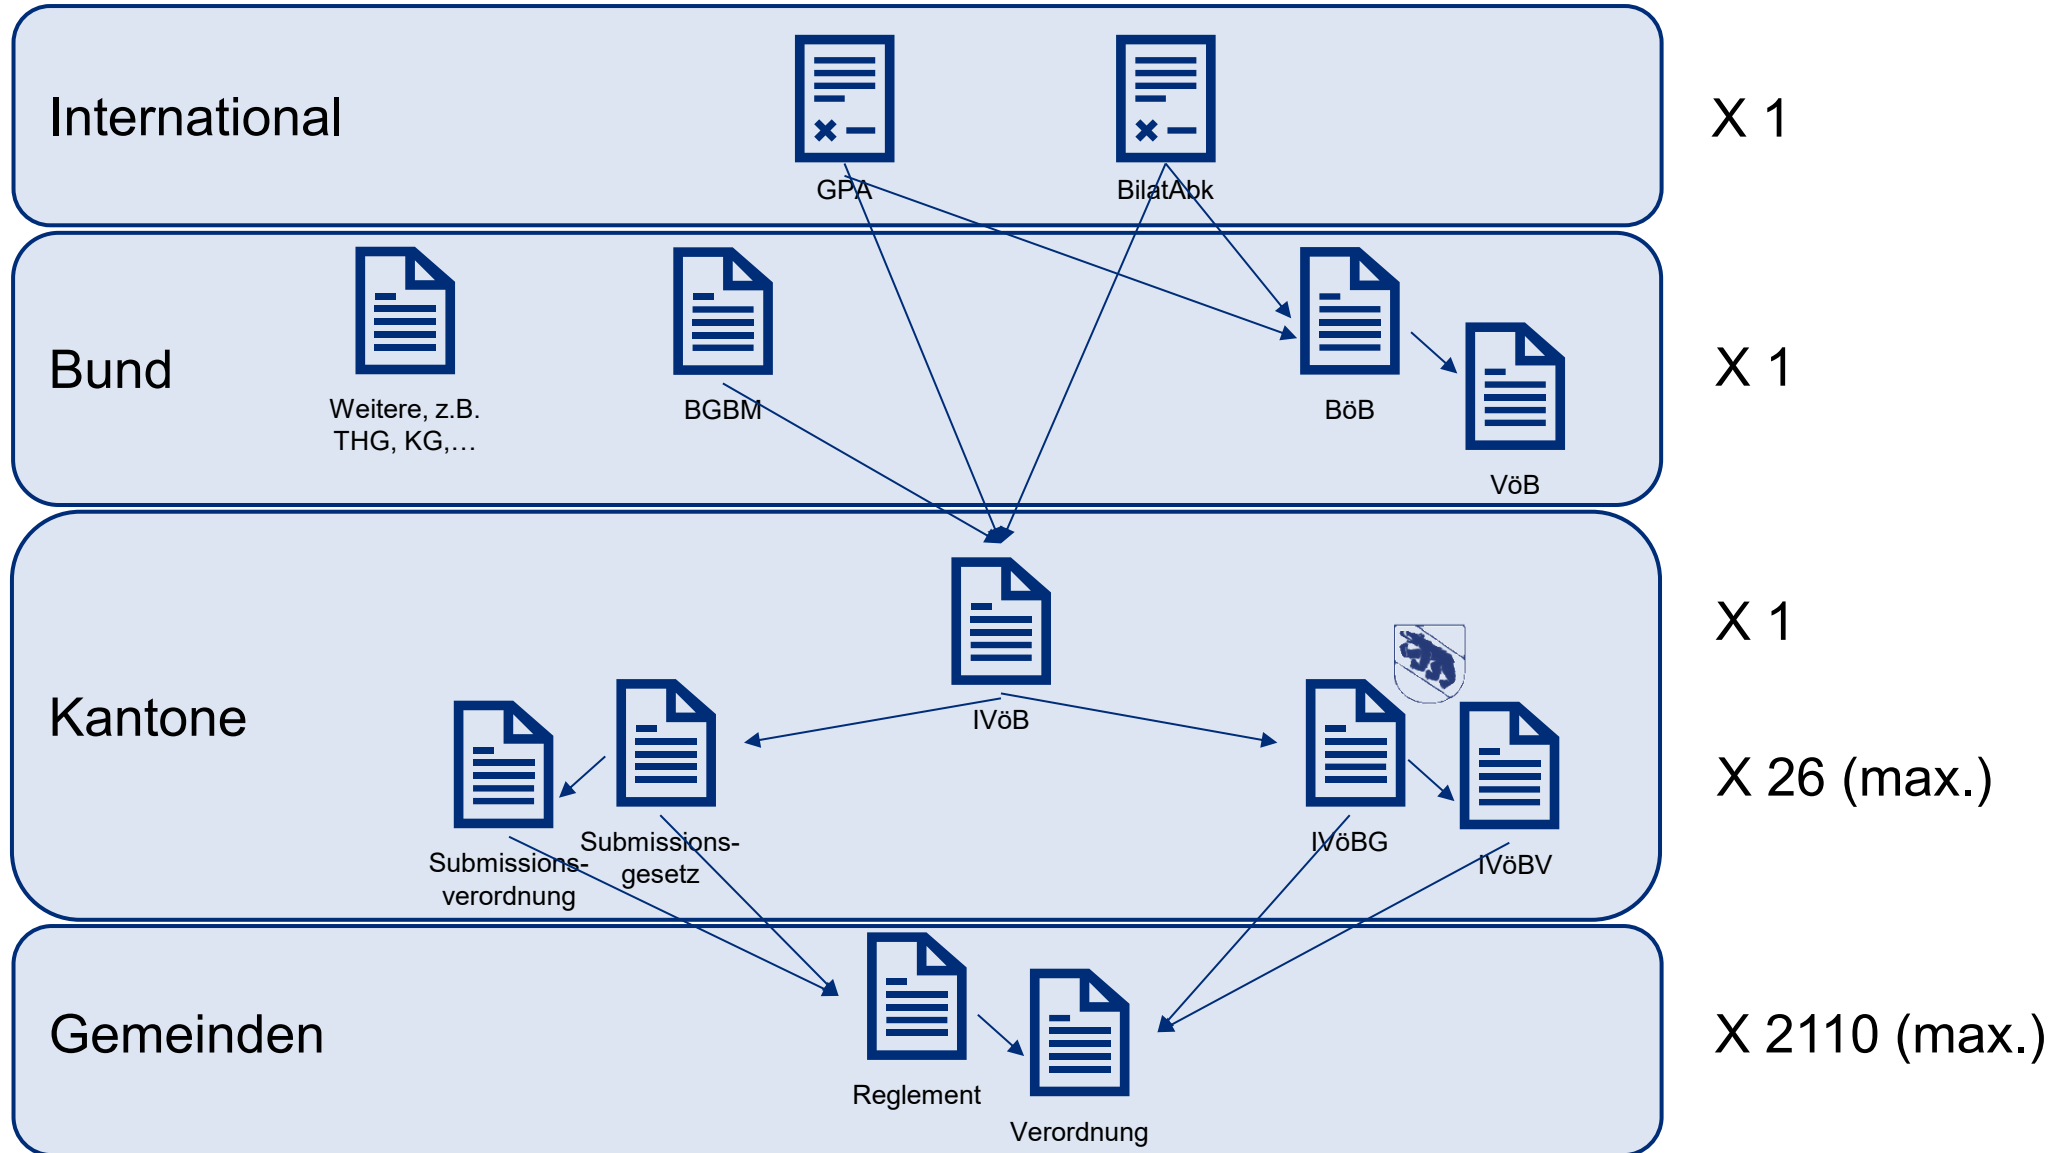 International
GPA
BilatAbk
X 1
Bund
Weitere, z.B.
THG, KG,…
BGBM
BöB
VöB
X 1
Kantone
IVöB
X 1
Submissions-
verordnung
Submissions-
gesetz
IVöBG
IVöBV
X 26 (max.)
Gemeinden
Reglement
Verordnung
X 2110 (max.)